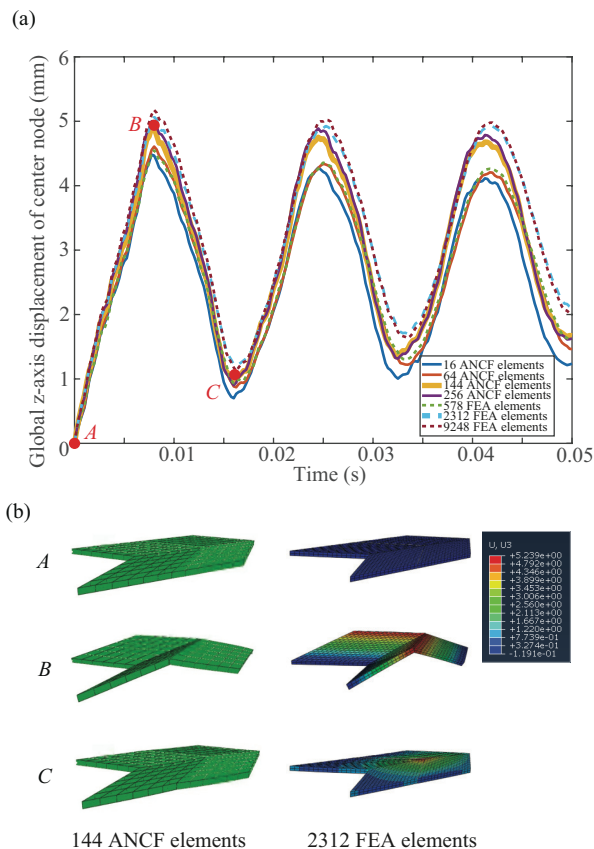 (a)
Global z-axis displacement of center node (mm)
6
5
4
3
2
1
0
B
C
A
16 ANCF elements
64 ANCF elements
144 ANCF elements
256 ANCF elements
578 FEA elements
2312 FEA elements
9248 FEA elements
0.01
0.02
0.03
0.04
0.05
Time (s)
(b)
A
U, U3
+5.239e+00
+4.792e+00
+4.346e+00
+3.899e+00
+3.453e+00
+3.006e+00
+2.560e+00
+2.113e+00
+1.667e+00
+1.220e+00
+7.739e-01
+3.274e-01
-1.191e-01
B
C
144 ANCF elements
2312 FEA elements